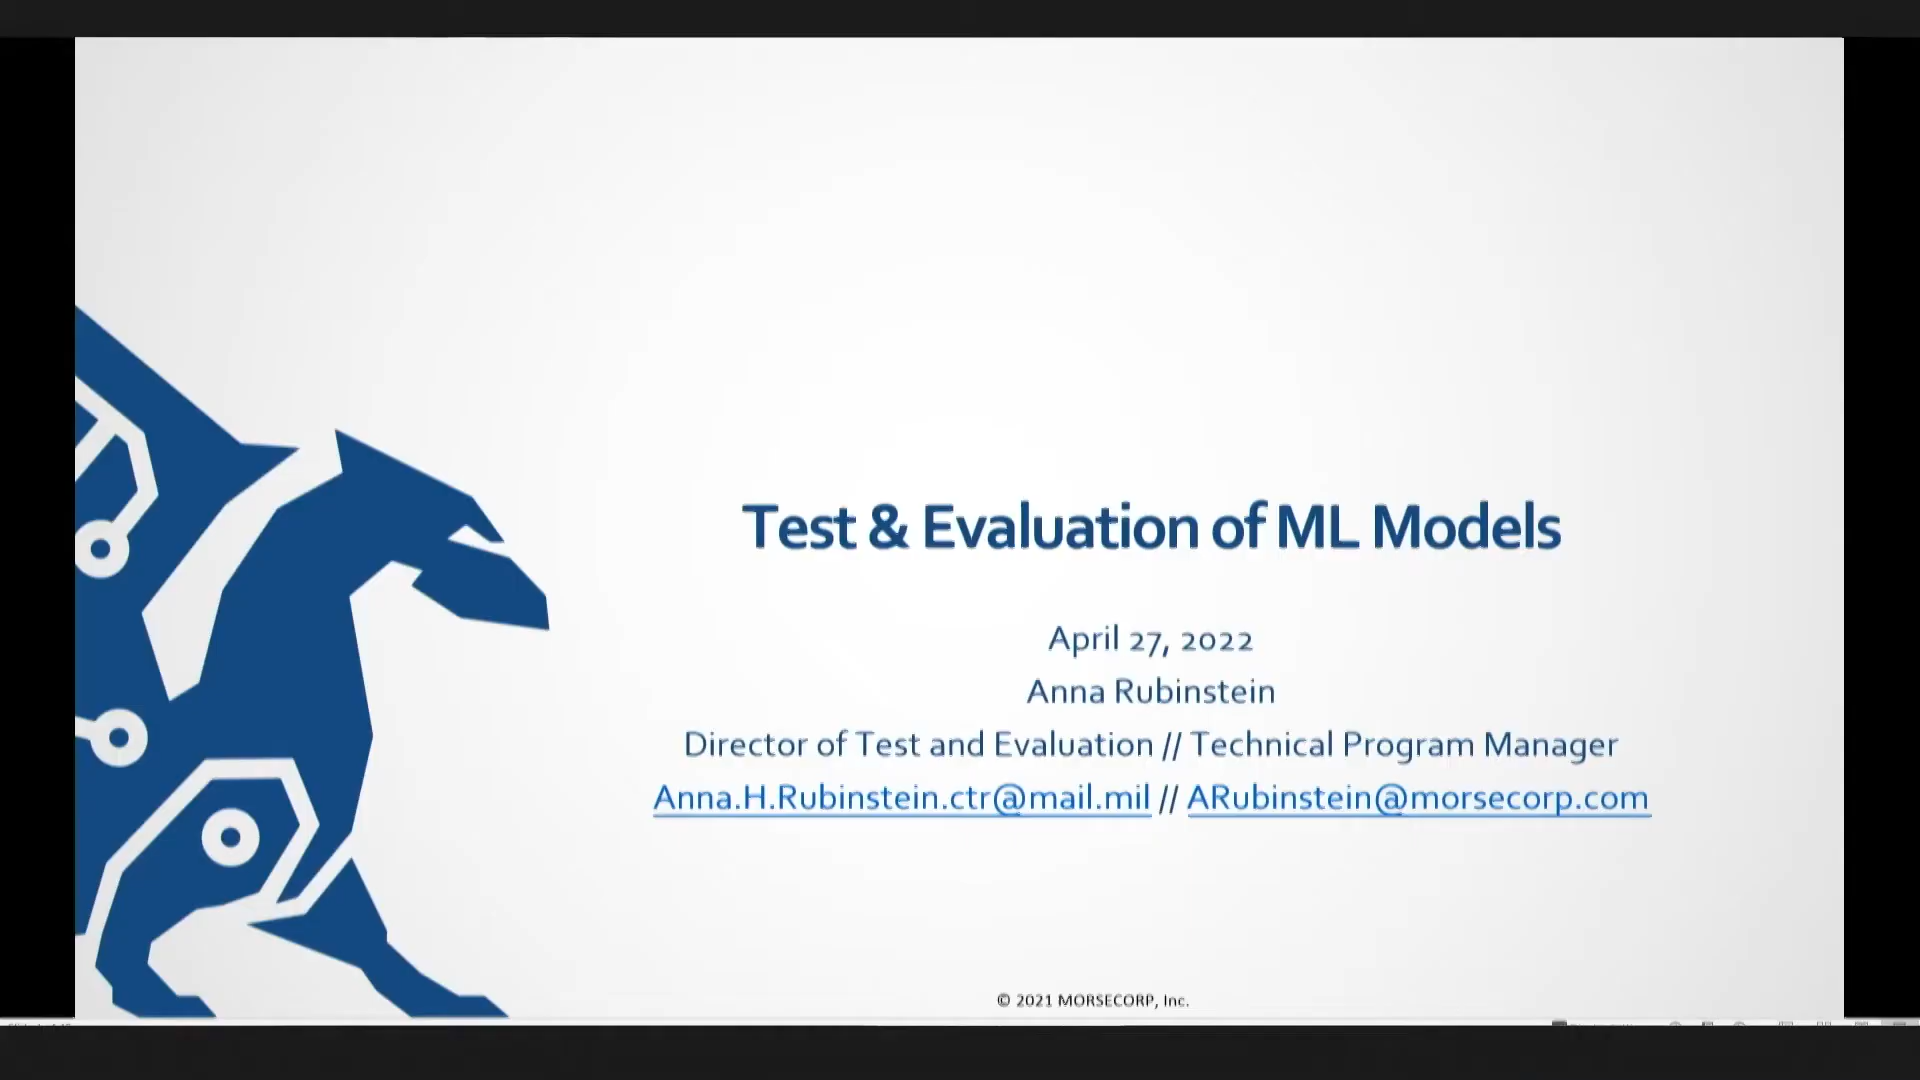 Test & Evaluation of ML Models
April 27, 2022
Anna Rubinstein
Director of Test and Evaluation // Technical Program Manager
Anna.H.Rubinstein.ctr@mail.mil // ARubinstein@morsecorp.com
© 2021 MORSECORP, Inc.